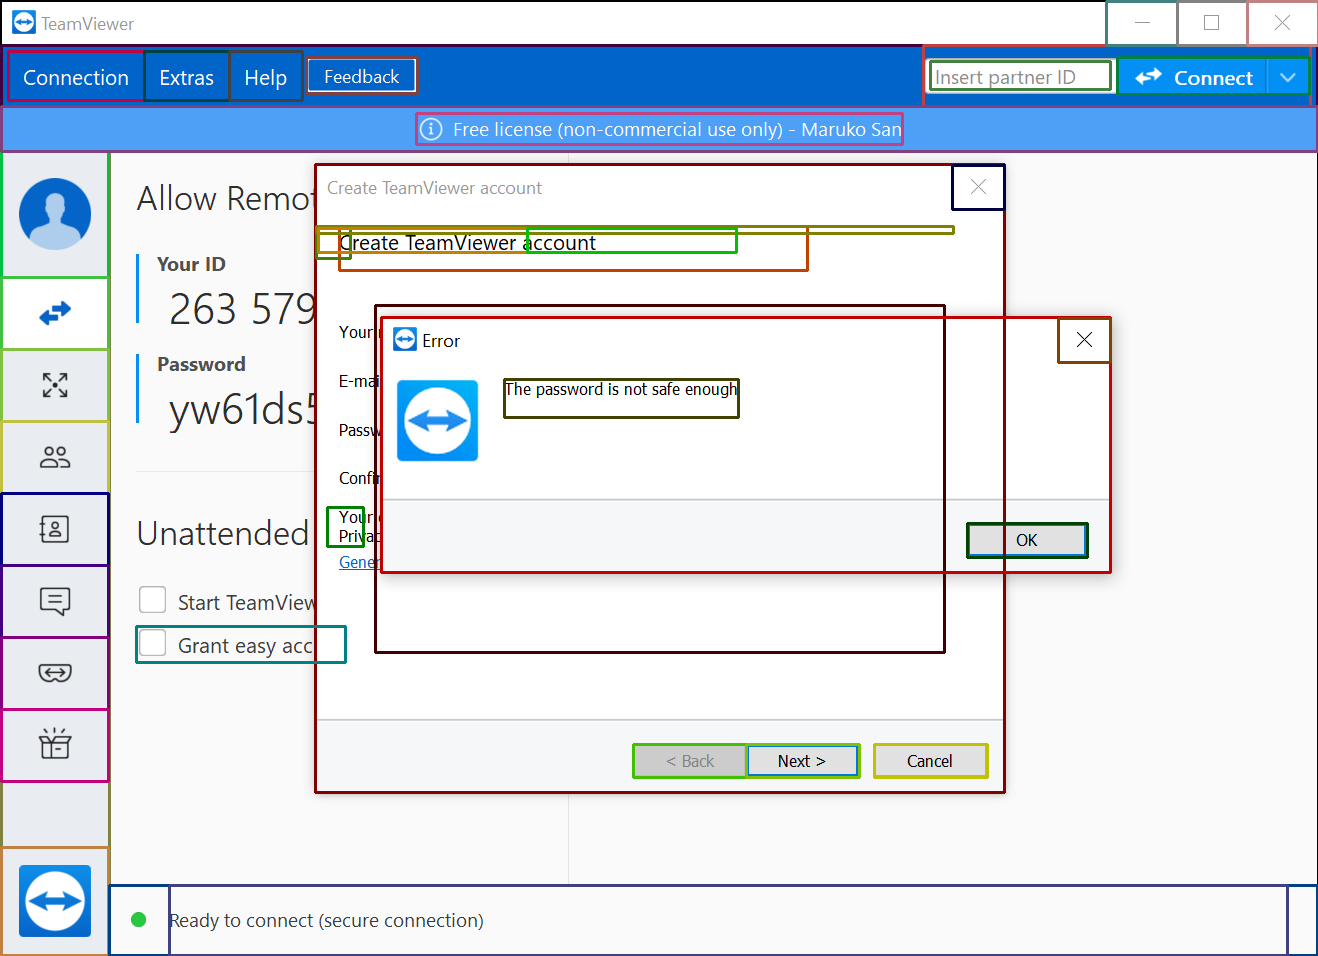 TeamViewer
Connection Extras Help Feedback
Insert partner ID Connect
Free license (non-commercial use only) - Maruko San
Allow Remot
Your ID
263 579
Password
yw61ds5
Unattended
Start TeamView
Grant easy acc
Create TeamViewer account
Create TeamViewer account
Your
E-mai
Passw
Confir
Your
Privac
Gener
Error
The password is not safe enough
OK
< Back Next > Cancel
Ready to connect (secure connection)